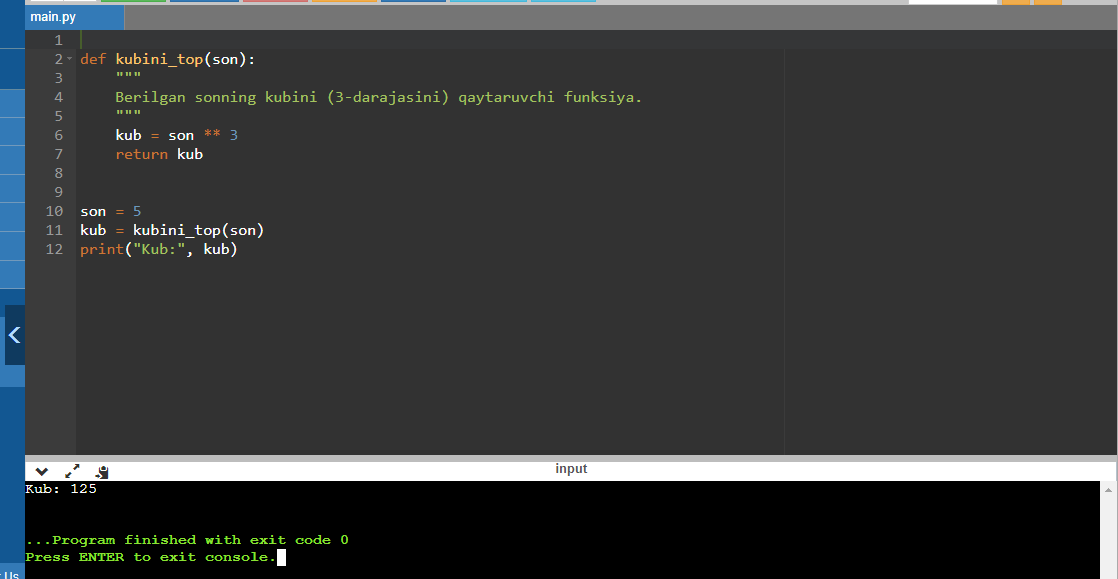 main.py
1
2 def kubini_top(son):
3 """
4 Berilgan sonning kubini (3-darajasini) qaytaruvchi funksiya.
5 """
6 kub = son ** 3
7 return kub
8
9
10 son = 5
11 kub = kubini_top(son)
12 print("Kub:", kub)
input
Kub: 125
...Program finished with exit code 0
Press ENTER to exit console.
Us